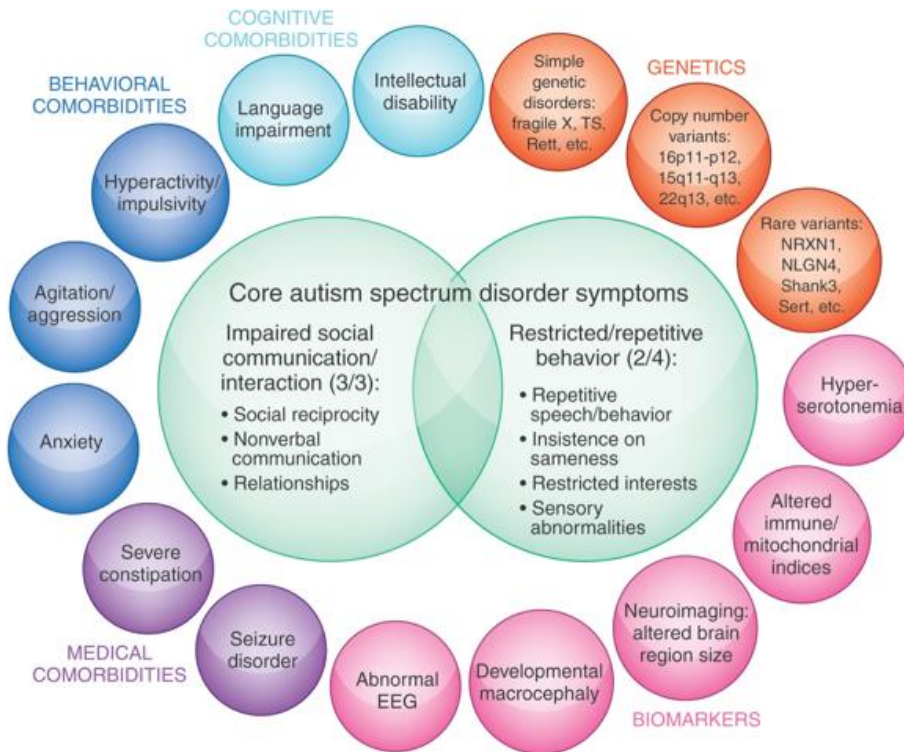 COGNITIVE
COMORBIDITIES
BEHAVIORAL
COMORBIDITIES
Language
impairment
Intellectual
disability
Simple
genetic
disorders:
fragile X, TS,
Rett, etc.
GENETICS
Copy number
variants:
16p11-p12,
15q11-q13,
22q13, etc.
Rare variants:
NRXN1,
NLGN4,
Shank3,
Sert, etc.
Hyperactivity/
impulsivity
Agitation/
aggression
Anxiety
Core autism spectrum disorder symptoms
Impaired social
communication/
interaction (3/3):
• Social reciprocity
• Nonverbal
communication
• Relationships
Restricted/repetitive
behavior (2/4):
• Repetitive
speech/behavior
• Insistence on
sameness
• Restricted interests
• Sensory
abnormalities
Hyper-
serotonemia
Altered
immune/
mitochondrial
indices
Neuroimaging:
altered brain
region size
BIOMARKERS
Developmental
macrocephaly
Abnormal
EEG
Seizure
disorder
Severe
constipation
MEDICAL
COMORBIDITIES